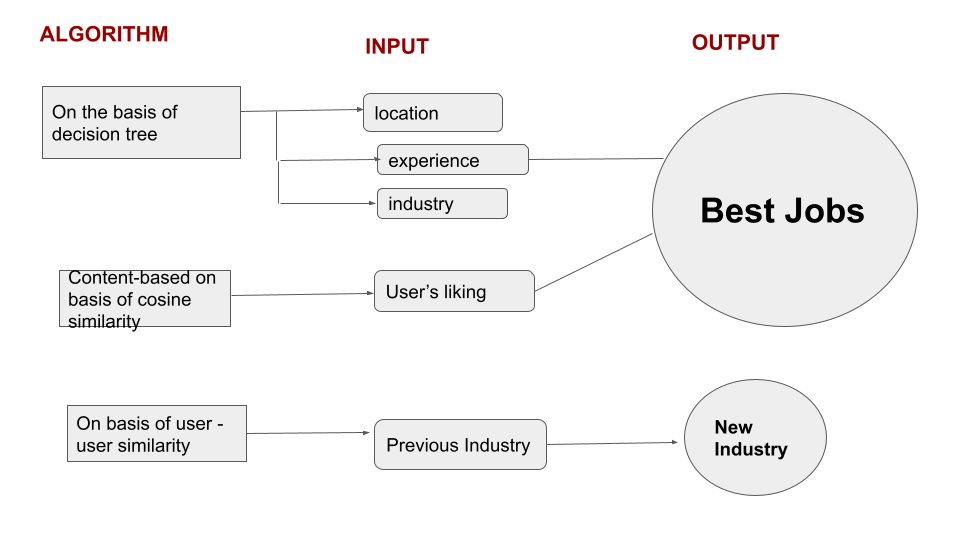 ALGORITHM
INPUT
OUTPUT
On the basis of
decision tree
location
experience
industry
Best Jobs
Content-based on
basis of cosine
similarity
User’s liking
On basis of user -
user similarity
Previous Industry
New
Industry